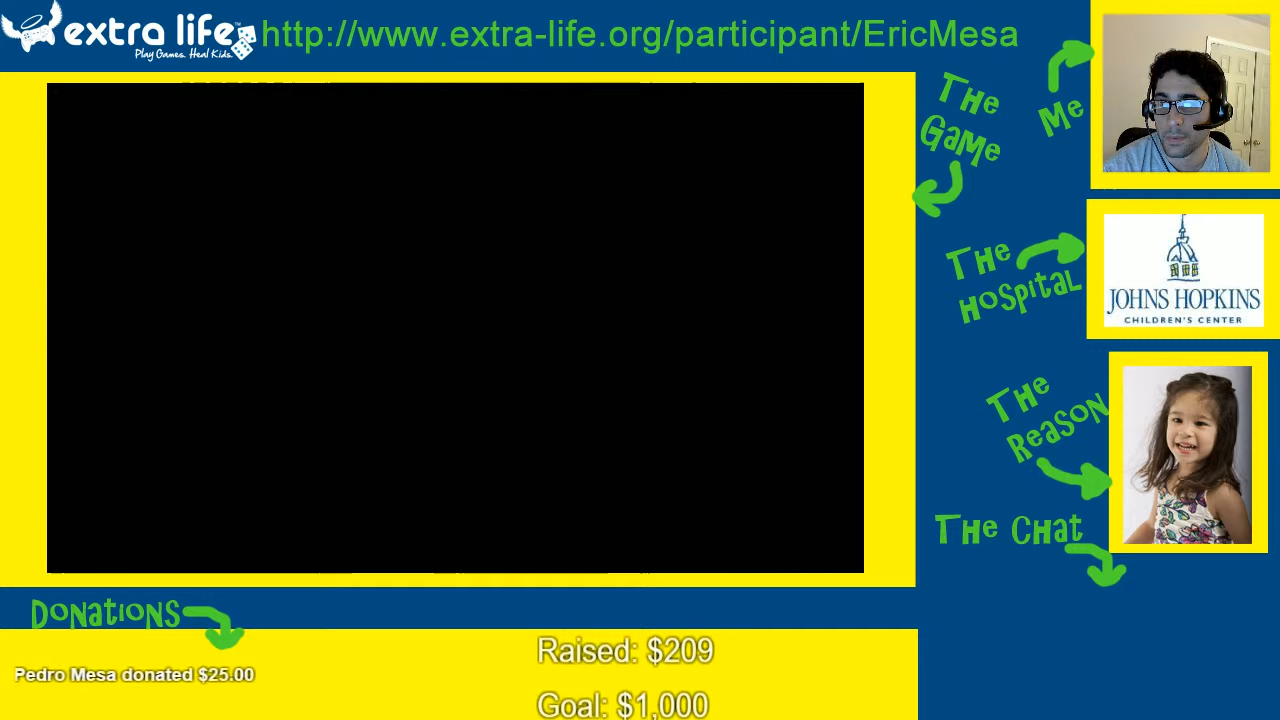 extra life
Play Games. Heal Kids.
http://www.extra-life.org/participant/EricMesa
Me
The
Game
The
Hospital
JOHNS HOPKINS
CHILDREN'S CENTER
The
Reason
The Chat
Donations
Pedro Mesa donated $25.00
Raised: $209
Goal: $1,000